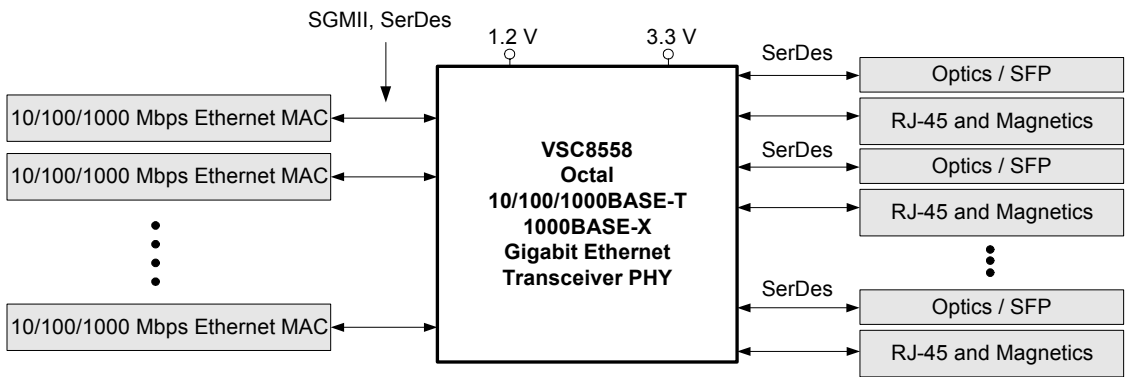 SGMII, SerDes
1.2 V
3.3 V
10/100/1000 Mbps Ethernet MAC
10/100/1000 Mbps Ethernet MAC
10/100/1000 Mbps Ethernet MAC
VSC8558
Octal
10/100/1000BASE-T
1000BASE-X
Gigabit Ethernet
Transceiver PHY
SerDes
Optics / SFP
RJ-45 and Magnetics
SerDes
Optics / SFP
RJ-45 and Magnetics
SerDes
Optics / SFP
RJ-45 and Magnetics